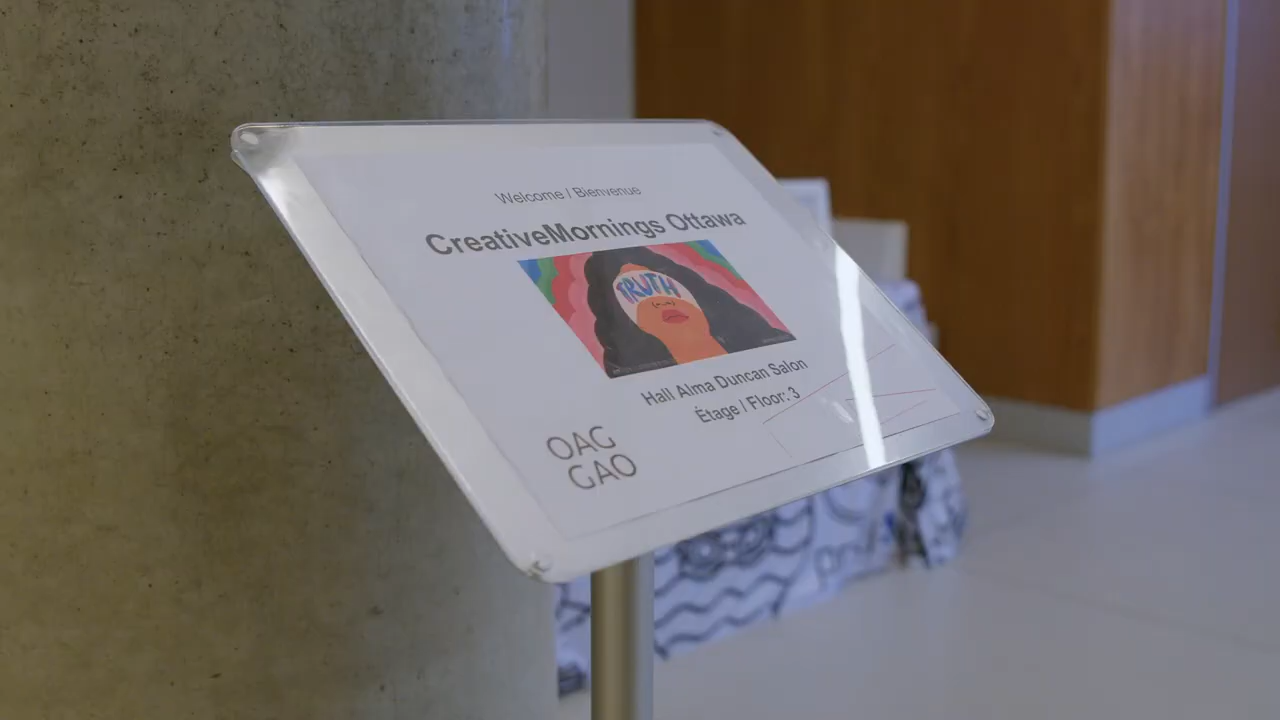 Welcome / Bienvenue
CreativeMornings Ottawa
TRUTH
Hall Alma Duncan Salon
Étage / Floor: 3
OAG
GAO